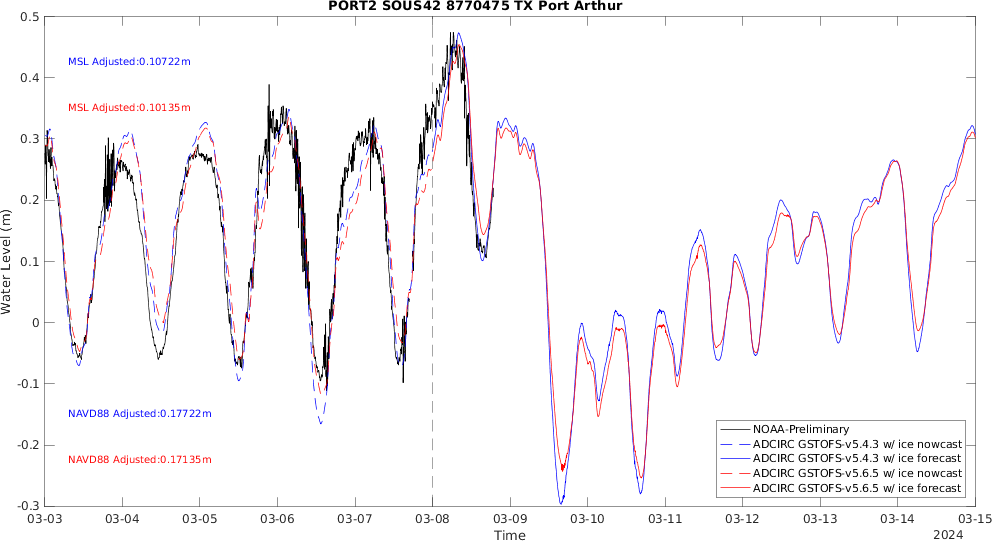 PORT2 SOUS42 8770475 TX Port Arthur
0.5
0.4
0.3
0.2
0.1
0
-0.1
-0.2
-0.3
Water Level (m)
MSL Adjusted:0.10722m
MSL Adjusted:0.10135m
NAVD88 Adjusted:0.17722m
NAVD88 Adjusted:0.17135m
NOAA-Preliminary
ADCIRC GSTOFS-v5.4.3 w/ ice nowcast
ADCIRC GSTOFS-v5.4.3 w/ ice forecast
ADCIRC GSTOFS-v5.6.5 w/ ice nowcast
ADCIRC GSTOFS-v5.6.5 w/ ice forecast
03-03 03-04 03-05 03-06 03-07 03-08 03-09 03-10 03-11 03-12 03-13 03-14 03-15
Time
2024